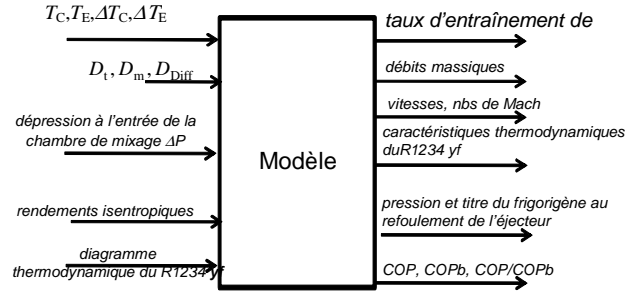 T_C, T_E, ΔT_C, ΔT_E
D_t, D_m, D_Diff
dépression à l'entrée de la
chambre de mixage ΔP
rendements isentropiques
diagramme
thermodynamique du R1234 yf
Modèle
taux d'entraînement de
débits massiques
vitesses, nbs de Mach
caractéristiques thermodynamiques
duR1234 yf
pression et titre du frigorigène au
refoulement de l'éjecteur
COP, COPb, COP/COPb